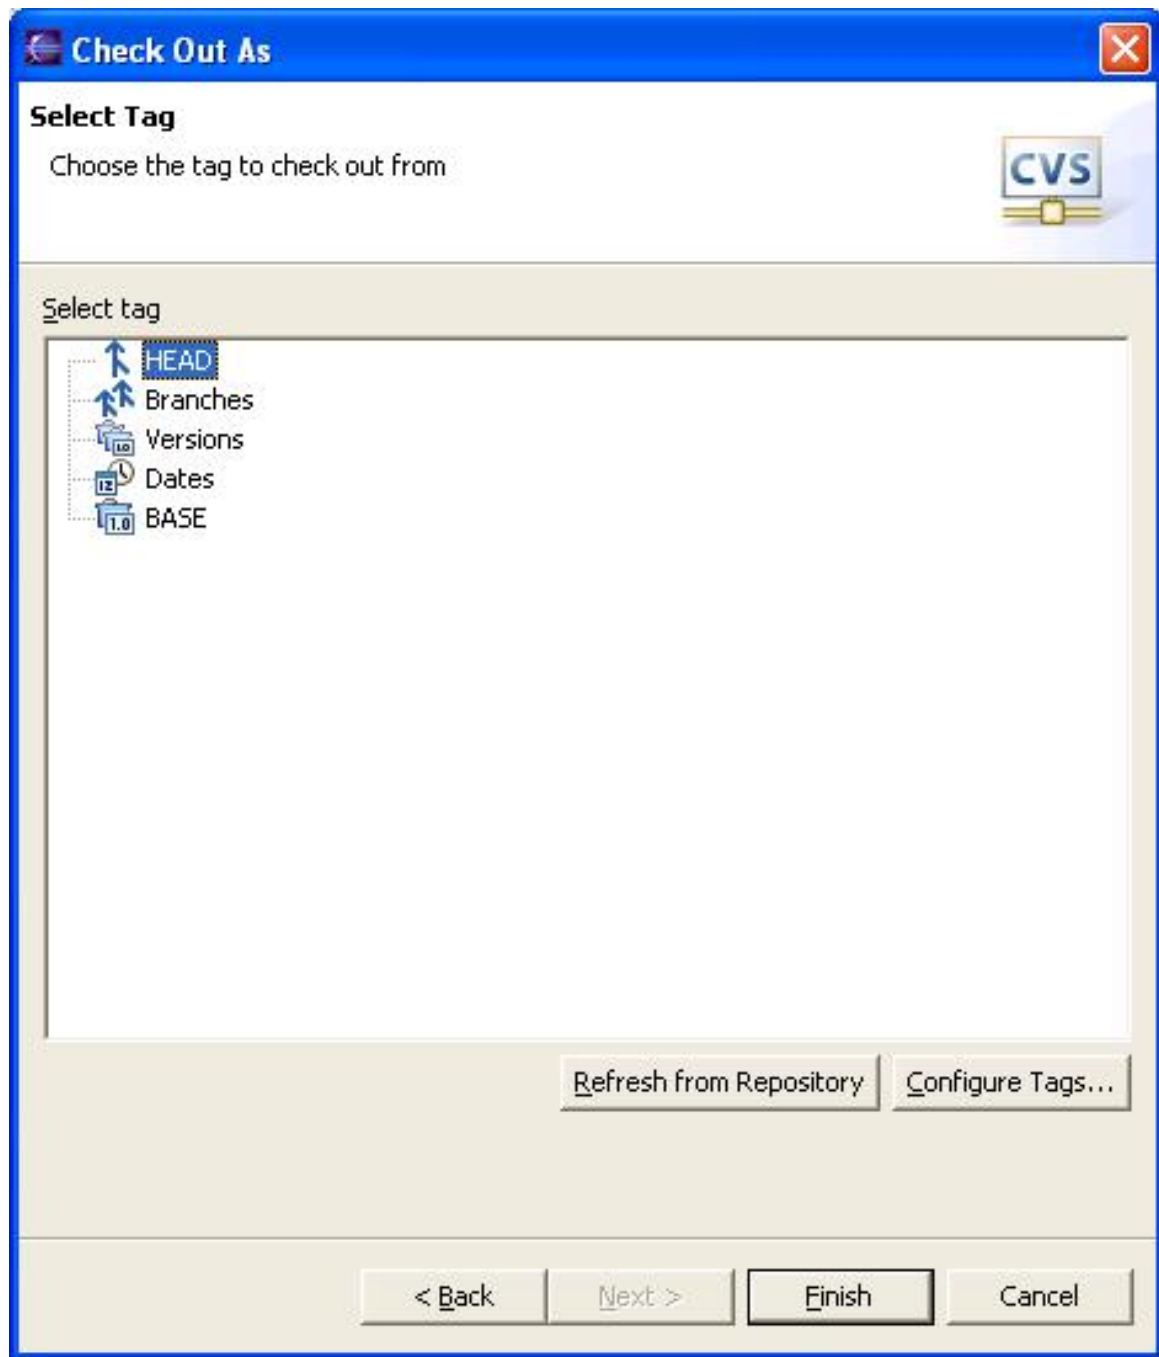 Check Out As
Select Tag
Choose the tag to check out from
CVS
Select tag
HEAD
Branches
Versions
Dates
BASE
Refresh from Repository Configure Tags...
< Back Next > Finish Cancel